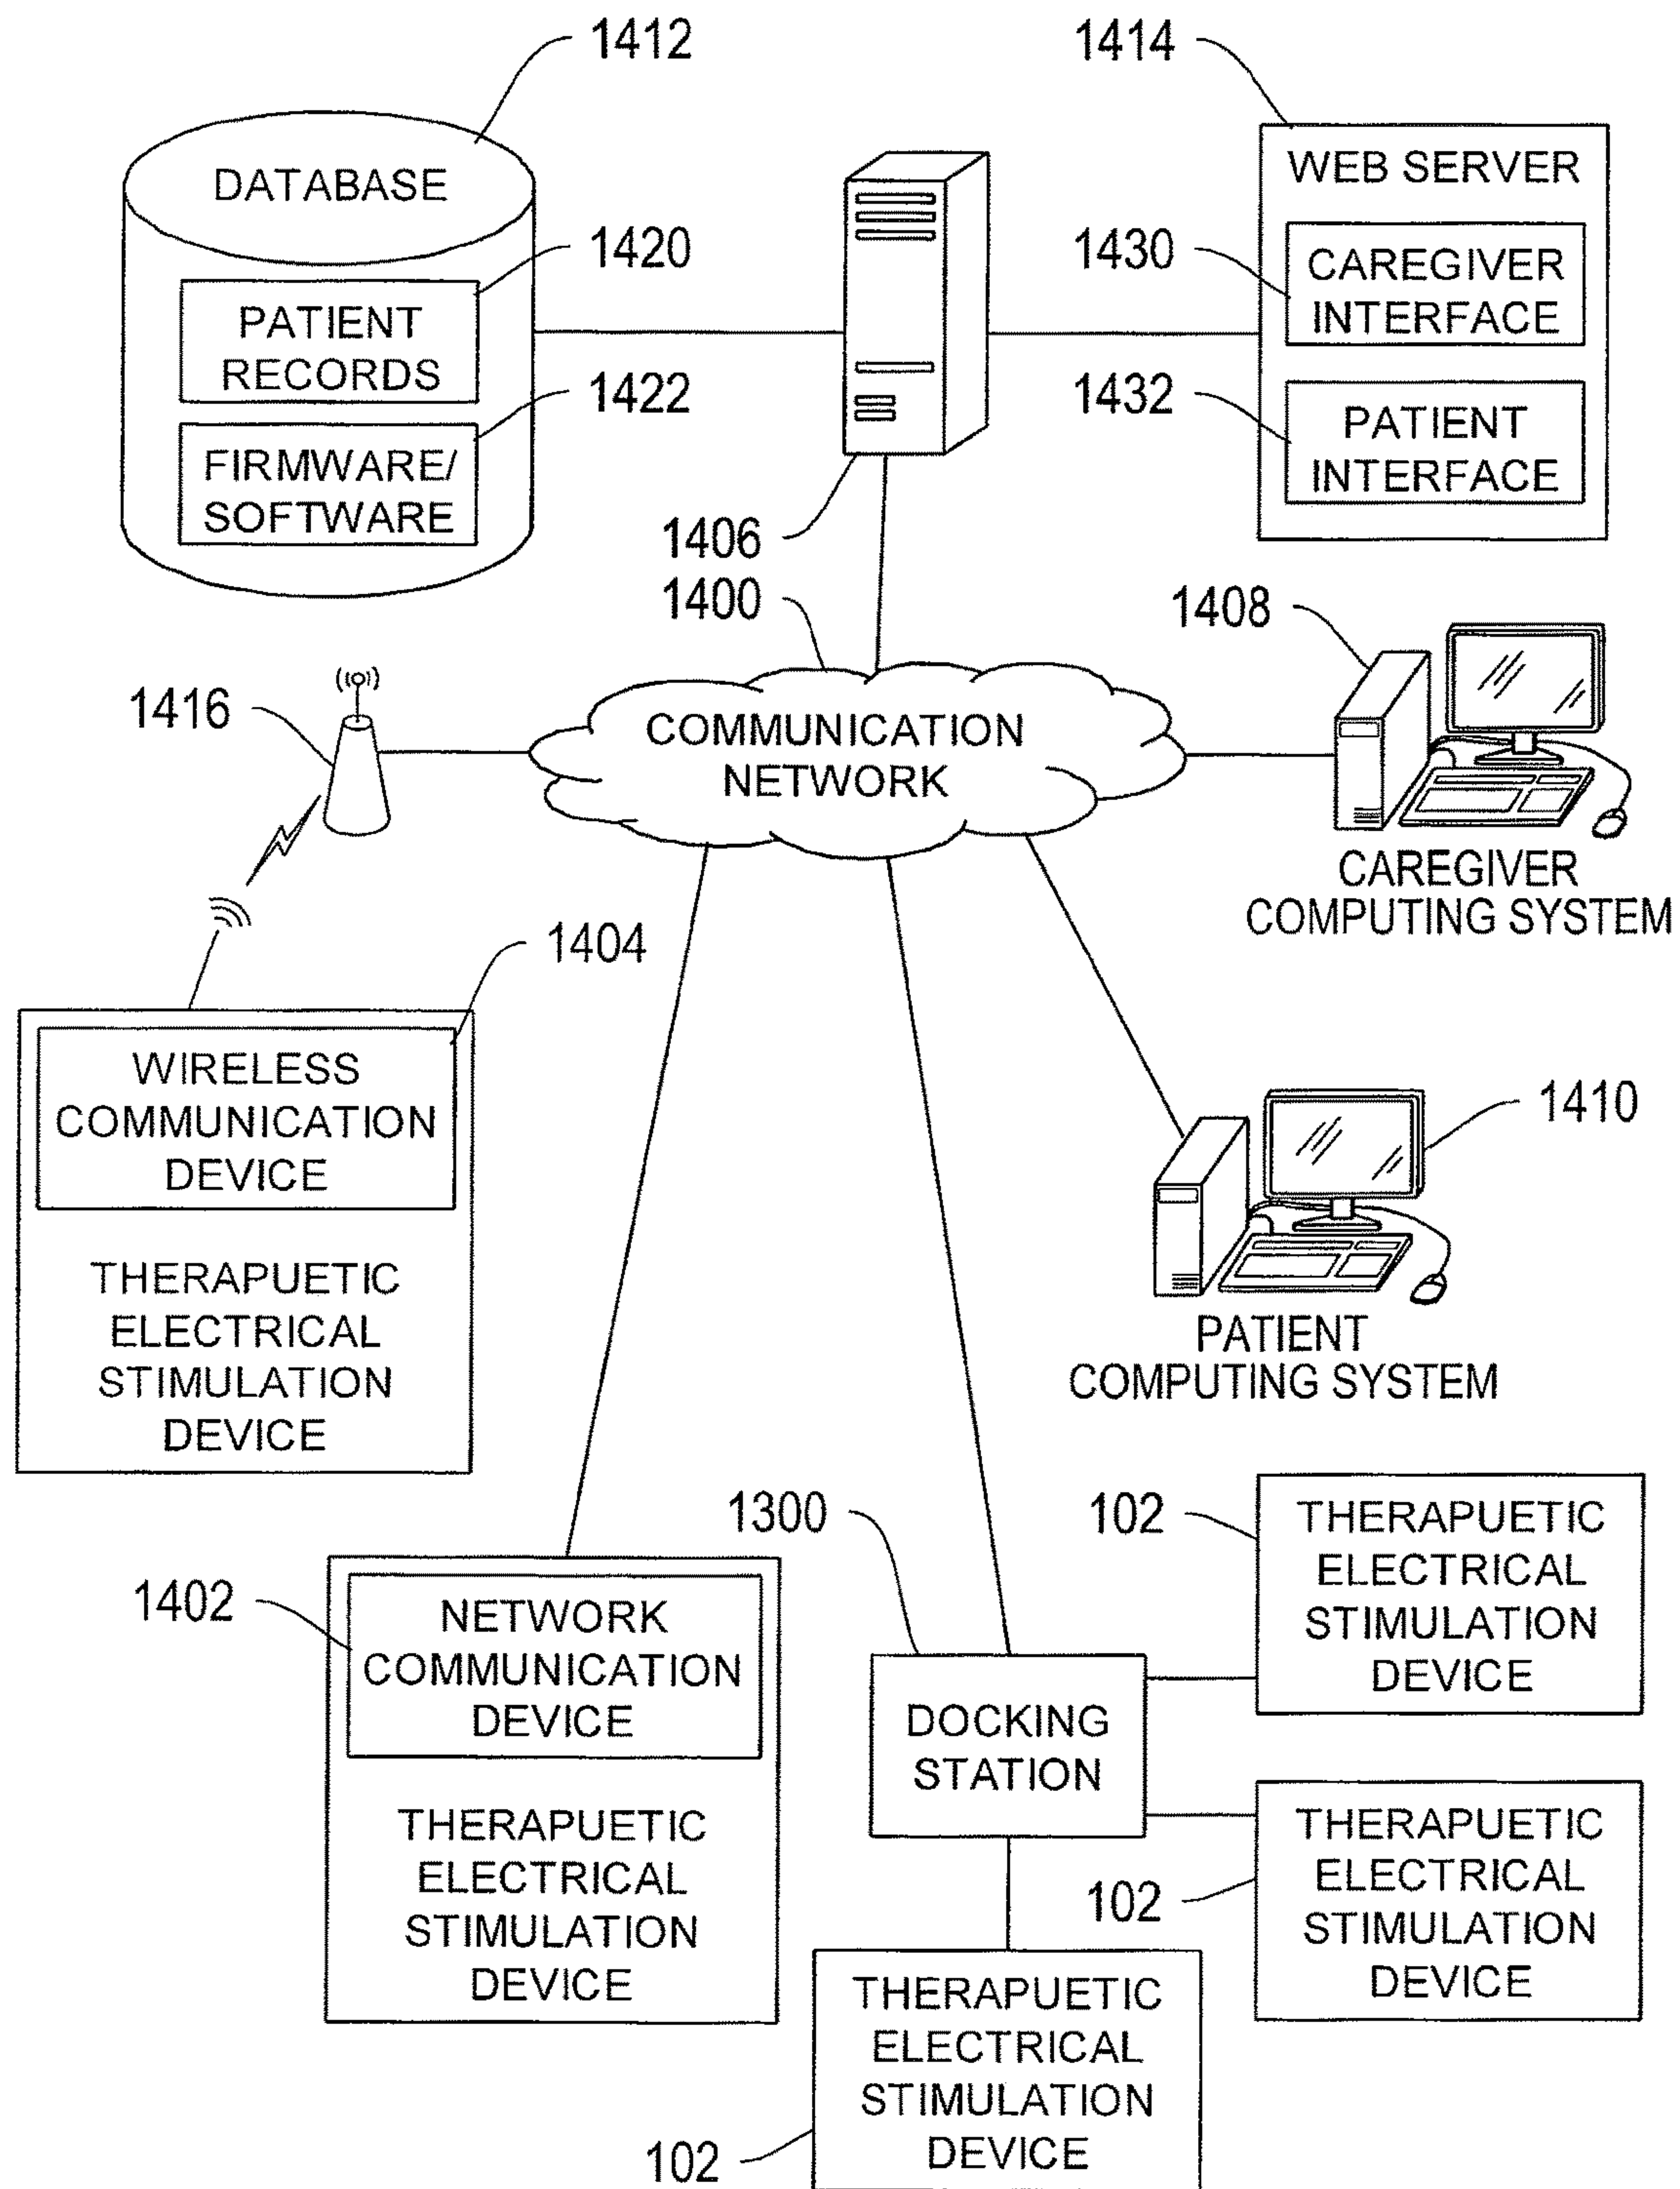 1412
1414
DATABASE
WEB SERVER
1420
1430
CAREGIVER
INTERFACE
PATIENT
RECORDS
1422
1432
PATIENT
INTERFACE
FIRMWARE/
SOFTWARE
1406
1400
1408
1416
COMMUNICATION
NETWORK
CAREGIVER
COMPUTING SYSTEM
1404
WIRELESS
COMMUNICATION
DEVICE
THERAPUETIC
ELECTRICAL
STIMULATION
DEVICE
1410
PATIENT
COMPUTING SYSTEM
1402
NETWORK
COMMUNICATION
DEVICE
THERAPUETIC
ELECTRICAL
STIMULATION
DEVICE
1300
DOCKING
STATION
102
THERAPUETIC
ELECTRICAL
STIMULATION
DEVICE
102
THERAPUETIC
ELECTRICAL
STIMULATION
DEVICE
102
THERAPUETIC
ELECTRICAL
STIMULATION
DEVICE